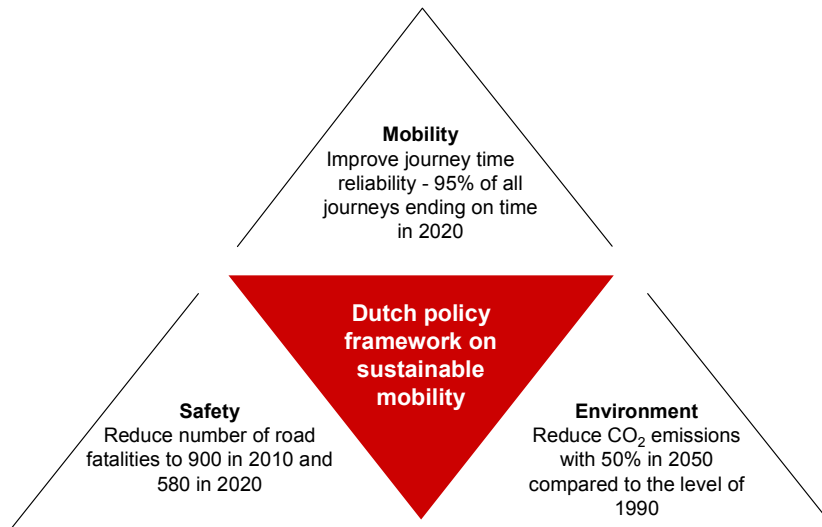 Mobility
Improve journey time
reliability - 95% of all
journeys ending on time
in 2020
Dutch policy
framework on
sustainable
mobility
Safety
Reduce number of road
fatalities to 900 in 2010 and
580 in 2020
Environment
Reduce CO₂ emissions
with 50% in 2050
compared to the level of
1990